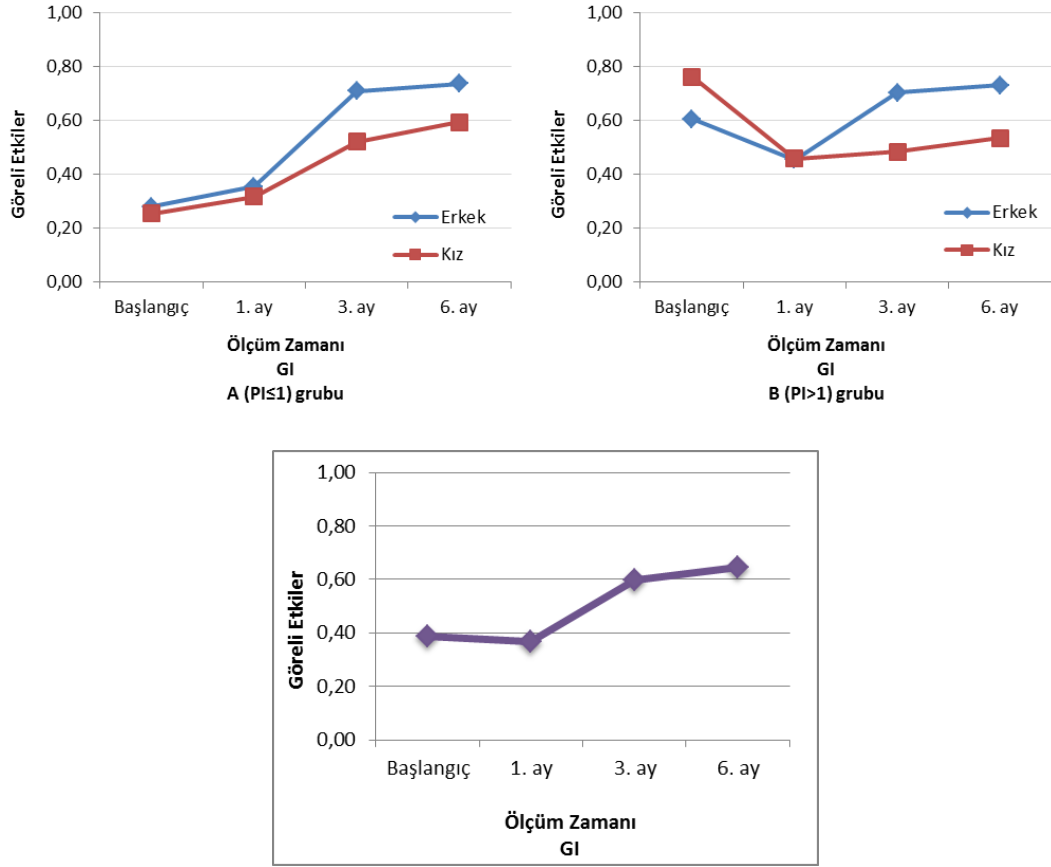 1,00
0,80
0,60
0,40
0,20
0,00
Göreli Etkiler
Erkek
Kız
Başlangıç 1. ay 3. ay 6. ay
Ölçüm Zamanı
GI
A (PI≤1) grubu
1,00
0,80
0,60
0,40
0,20
0,00
Göreli Etkiler
Erkek
Kız
Başlangıç 1. ay 3. ay 6. ay
Ölçüm Zamanı
GI
B (PI>1) grubu
1,00
0,80
0,60
0,40
0,20
0,00
Göreli Etkiler
Başlangıç 1. ay 3. ay 6. ay
Ölçüm Zamanı
GI